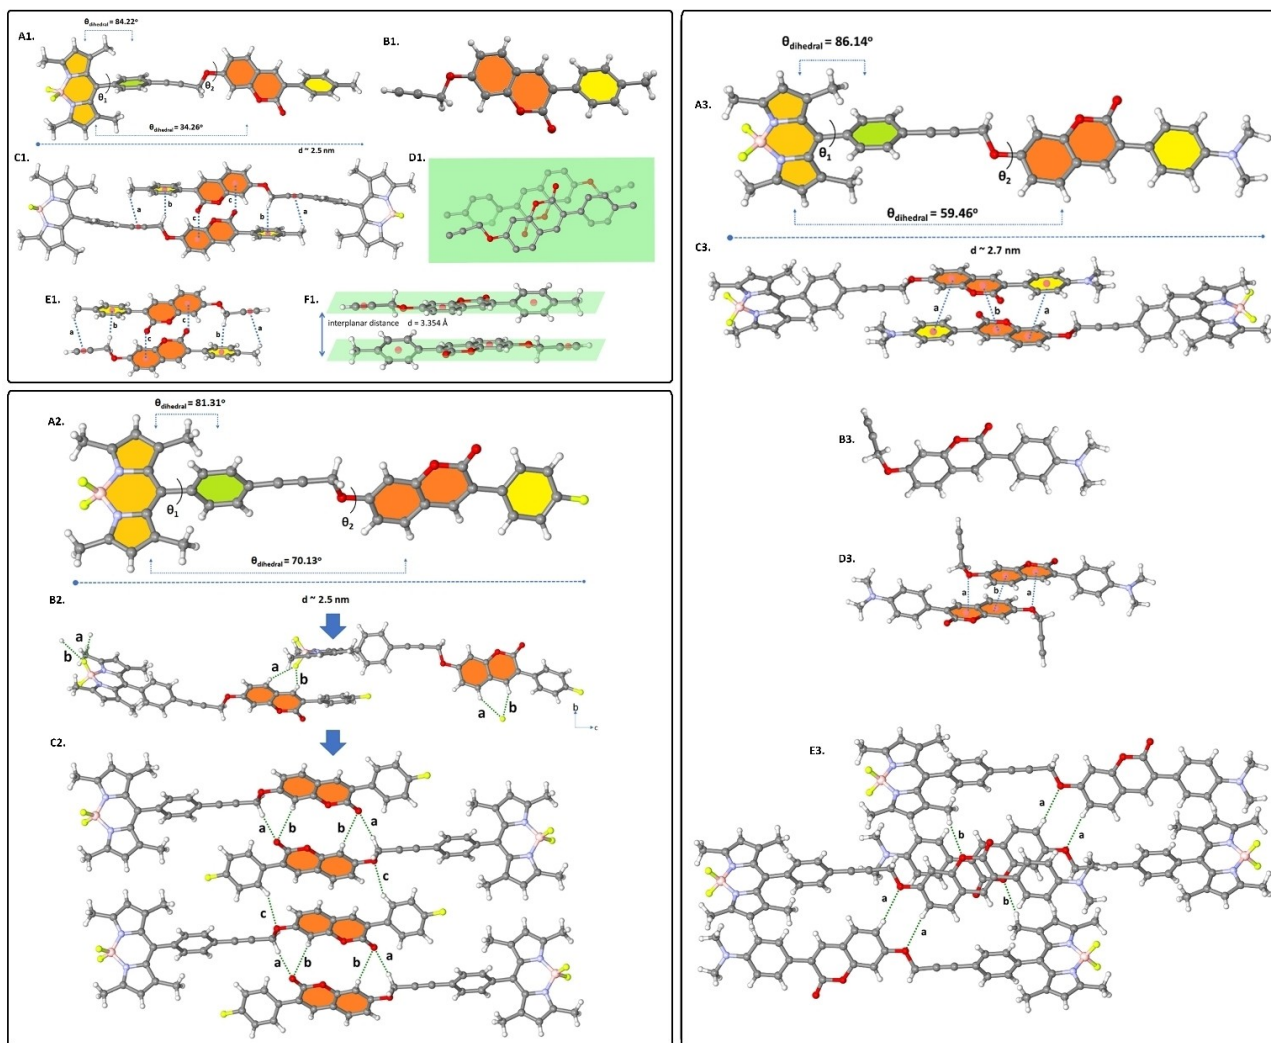 θdihedral = 84.22°
A1.
B1.
θ1
θ2
θdihedral = 34.26°
d ~ 2.5 nm
C1.
D1.
a
b
c
c
b
a
E1.
F1.
a
b
c
c
b
a
interplanar distance d = 3.354 Å
θdihedral = 81.31°
A2.
θ1
θ2
θdihedral = 70.13°
d ~ 2.5 nm
B2.
a
b
a
b
a
b
b
c
C2.
a
b
b
a
c
c
a
b
b
a
θdihedral = 86.14°
A3.
θ1
θ2
θdihedral = 59.46°
d ~ 2.7 nm
C3.
a
b
a
B3.
D3.
a
b
a
E3.
a
b
a
a
b
a